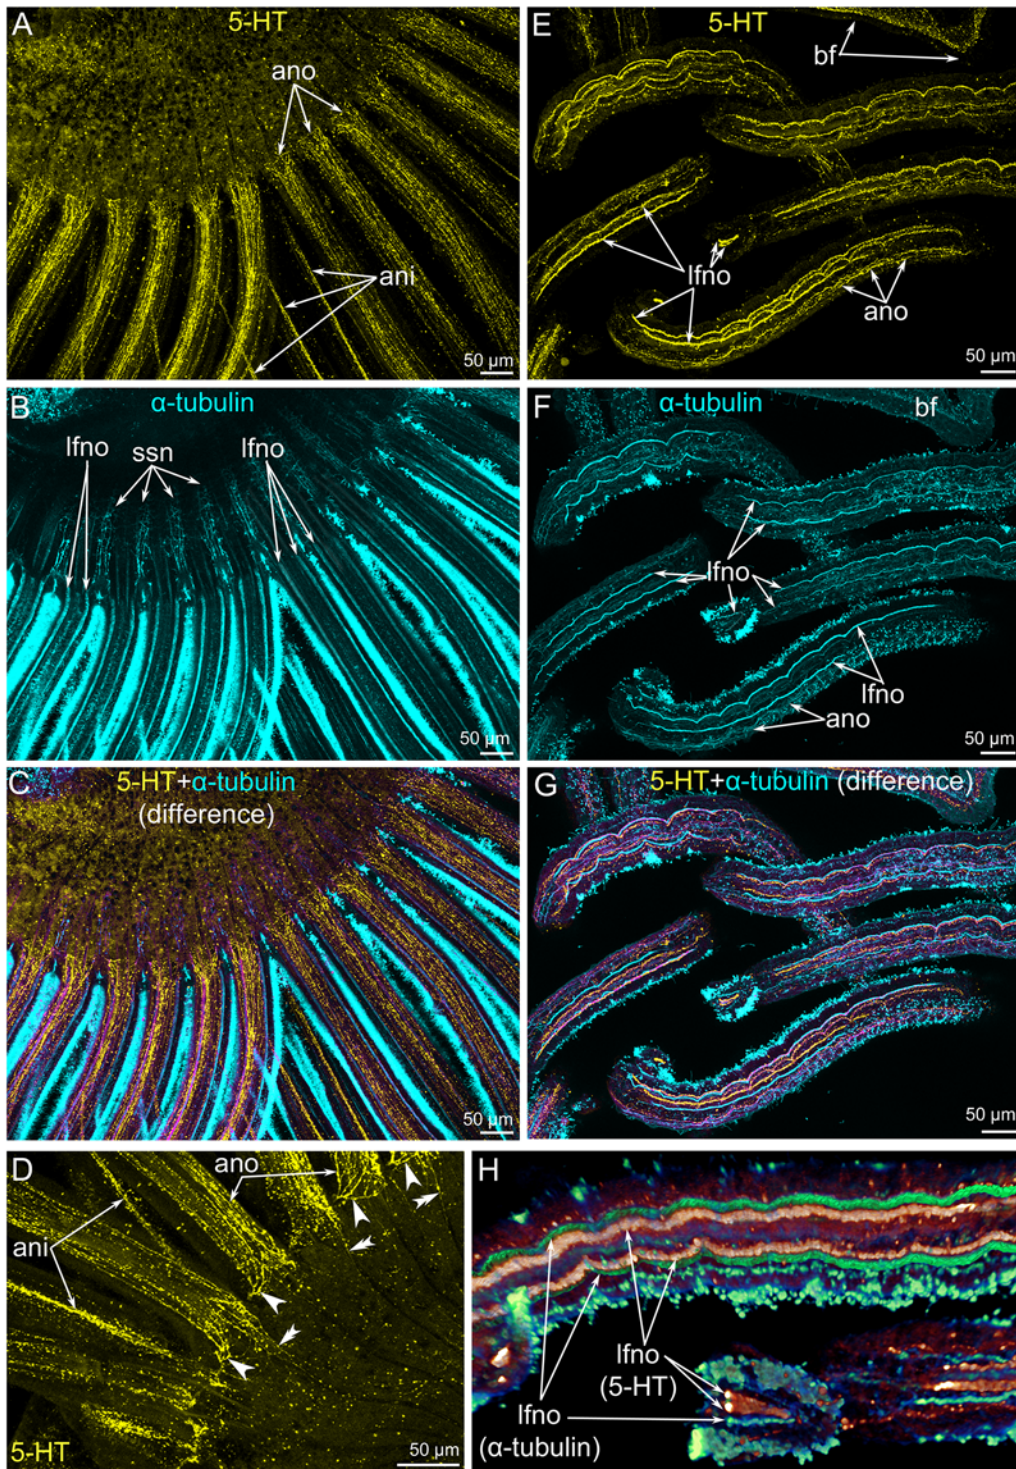 A
5-HT
ano
ani
50 µm
B
α-tubulin
lfno
ssn
lfno
50 µm
C
5-HT+α-tubulin
(difference)
50 µm
D
ano
ani
5-HT
50 µm
E
5-HT
bf
lfno
ano
50 µm
F
α-tubulin
bf
lfno
lfno
ano
50 µm
G
5-HT+α-tubulin (difference)
50 µm
H
lfno
(5-HT)
lfno
(α-tubulin)